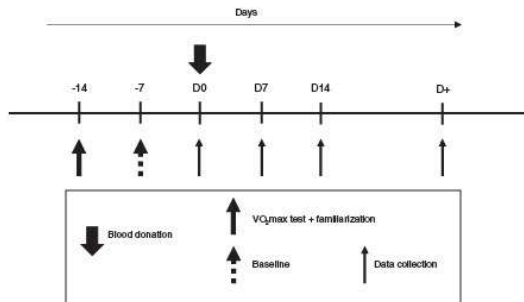 Days
-14 -7 D0 D7 D14 D+
VO2max test + familiarization
Blood donation
Baseline
Data collection